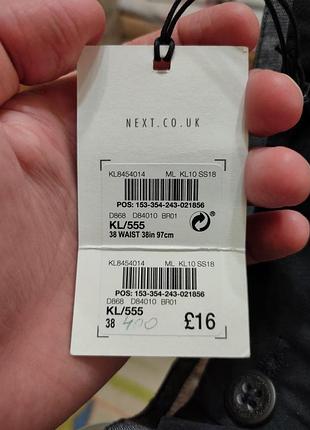 NEXT.CO.UK
KL8454014 ML KL10 SS18
POS: 153-354-243-021856
D868 D84010 BR01
KL/555
38 WAIST 38in 97cm
KL8454014 ML KL10 SS18
POS: 153-354-243-021856
D868 D84010 BR01
KL/555
38 400 £16